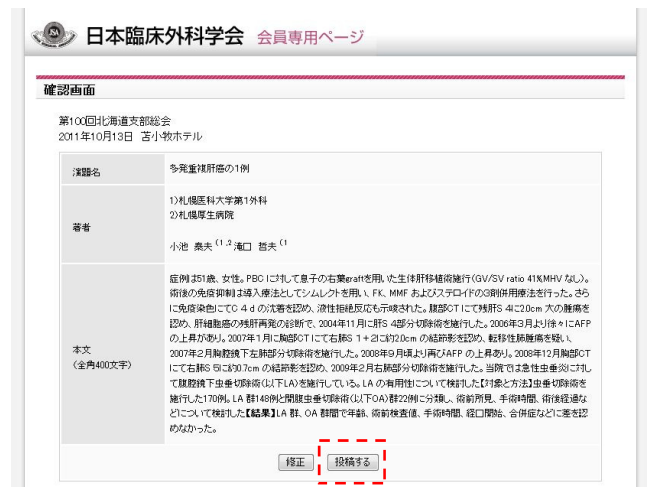 日本臨床外科学会 会員専用ページ
確認画面
第100回北海道支部総会
2011年10月13日 苫小牧ホテル
演題名
多発重複肝癌の1例
著者
1)札幌医科大学第1外科
2)札幌厚生病院
小池 桑夫(1,2滝口 哲夫(1
本文
(全角400文字)
症例は51歳、女性。PBCに対して息子の右葉graftを用いた生体肝移植術施行(GV/SV ratio 41%MHV なし)。
術後の免疫抑制は導入療法としてシムレクトを用い、FK、MMF およびステロイドの3剤併用療法を行った。さら
に免疫染色にてC 4 d の沈着を認め、液性拒絶反応も示唆された。腹部CTにて残肝S 4に2.0cm 大の腫瘍を
認め、肝細胞癌の残肝再発の診断で、2004年11月に肝S 4部分切除術を施行した。2006年3月より徐々にAFP
の上昇があり。2007年1月に胸部CTにて右肺S 1+2に約2.0cm の結節影を認め、転移性肺腫瘍を疑い、
2007年2月胸腔鏡下左肺部分切除術を施行した。2008年9月頃より再びAFP の上昇あり。2008年12月胸部CT
にて右肺S 5に約0.7cm の結節影を認め、2009年2月右肺部分切除術を施行した。当院では急性虫垂炎に対し
て腹腔鏡下虫垂切除術(以下LA)を施行している。LA の有用性について検討した【対象と方法】虫垂切除術を
施行した170例。LA 群148例と開腹虫垂切除術(以下OA)群22例に分類し、術前所見、手術時間、術後経過な
どについて検討した【結果】LA 群、OA 群間で年齢、術前検査値、手術時間、経口開始、合併症などに差を認
めなかった。
修正 投稿する